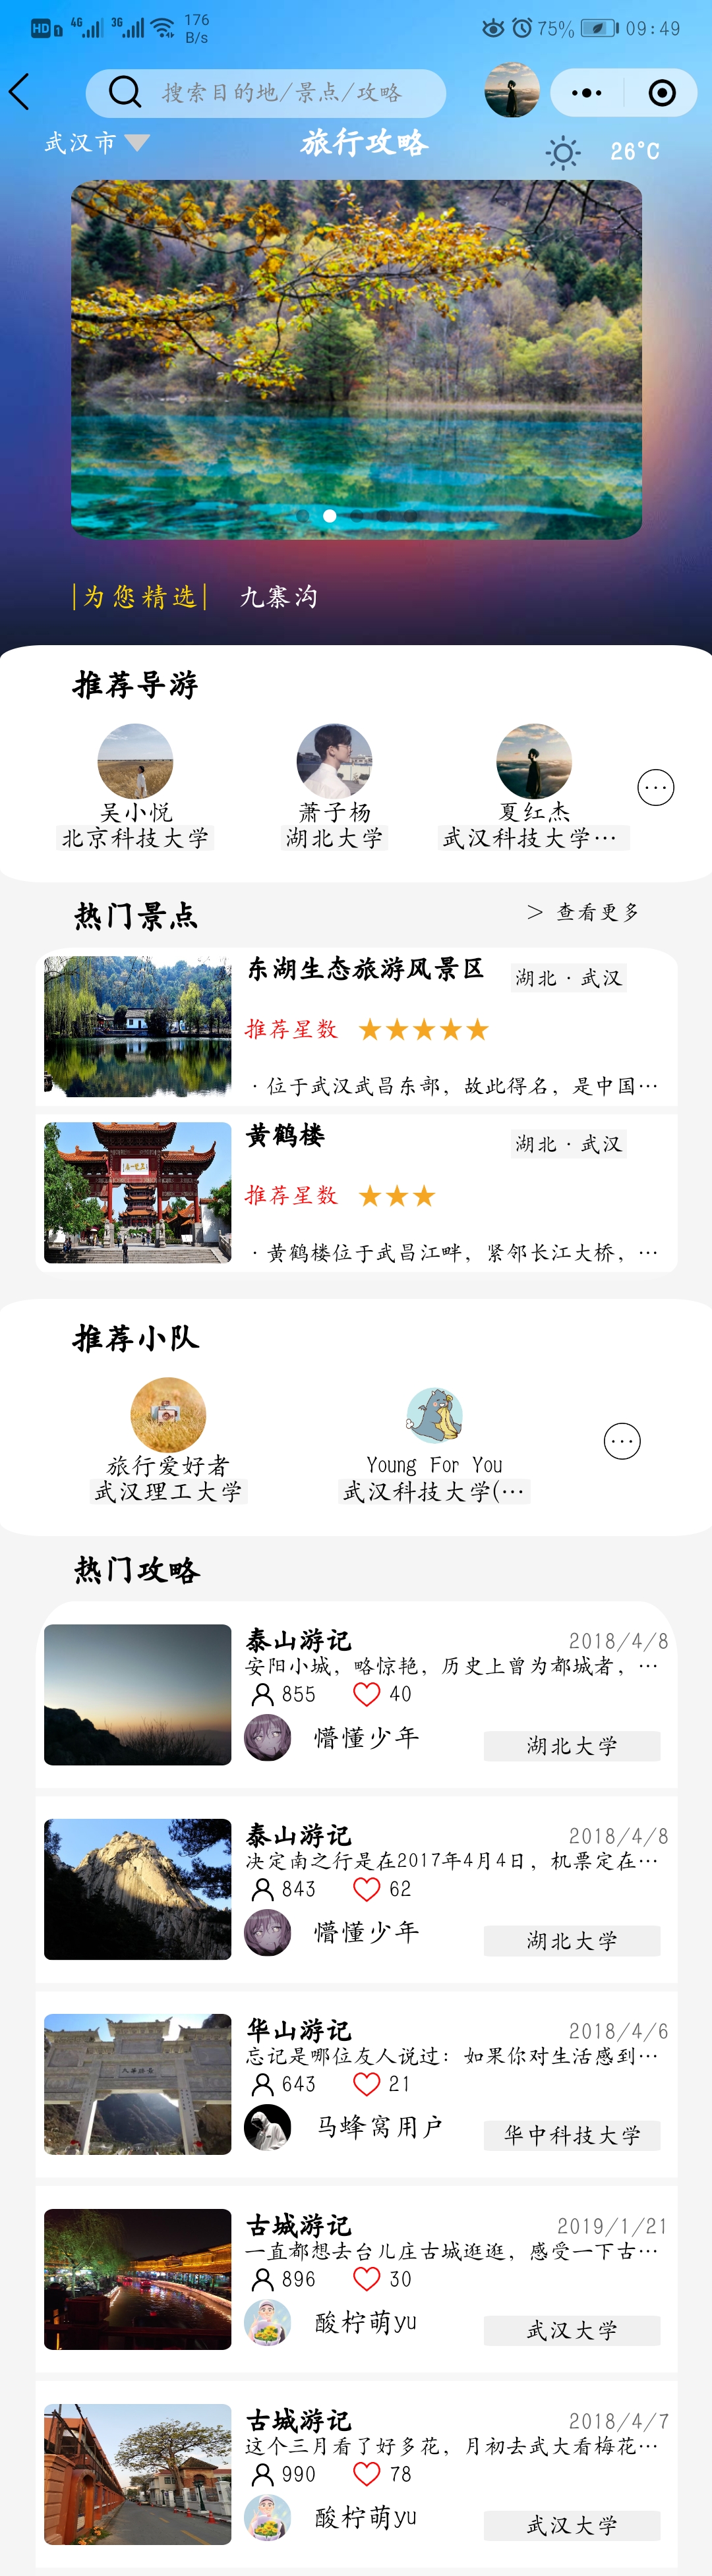 HD 1 4G 3G 176 B/s 75% 09:49
搜索目的地/景点/攻略
武汉市 旅行攻略 26°C
|为您精选| 九寨沟
推荐导游
吴小悦 萧子杨 夏红杰
北京科技大学 湖北大学 武汉科技大学…
热门景点 > 查看更多
东湖生态旅游风景区 湖北·武汉
推荐星数 ★★★★★
·位于武汉武昌东部，故此得名，是中国…
黄鹤楼 湖北·武汉
推荐星数 ★★★
·黄鹤楼位于武昌江畔，紧邻长江大桥，…
推荐小队
旅行爱好者 Young For You
武汉理工大学 武汉科技大学(…
热门攻略
泰山游记 2018/4/8
安阳小城，略惊艳，历史上曾为都城者，…
855 40
懵懂少年 湖北大学
泰山游记 2018/4/8
决定南之行是在2017年4月4日，机票定在…
843 62
懵懂少年 湖北大学
华山游记 2018/4/6
忘记是哪位友人说过：如果你对生活感到…
643 21
马蜂窝用户 华中科技大学
古城游记 2019/1/21
一直都想去台儿庄古城逛逛，感受一下古…
896 30
酸柠萌yu 武汉大学
古城游记 2018/4/7
这个三月看了好多花，月初去武大看梅花…
990 78
酸柠萌yu 武汉大学